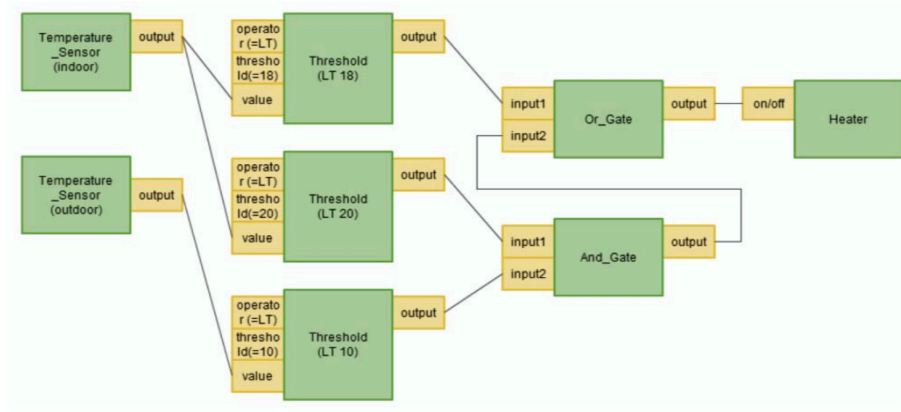 Temperature
_Sensor
(indoor)
output
operato
r (=LT)
thresho
ld(=18)
value
Threshold
(LT 18)
output
input1
input2
Or_Gate
output
on/off
Heater
Temperature
_Sensor
(outdoor)
output
operato
r (=LT)
thresho
ld(=20)
value
Threshold
(LT 20)
output
input1
input2
And_Gate
output
operato
r (=LT)
thresho
ld(=10)
value
Threshold
(LT 10)
output